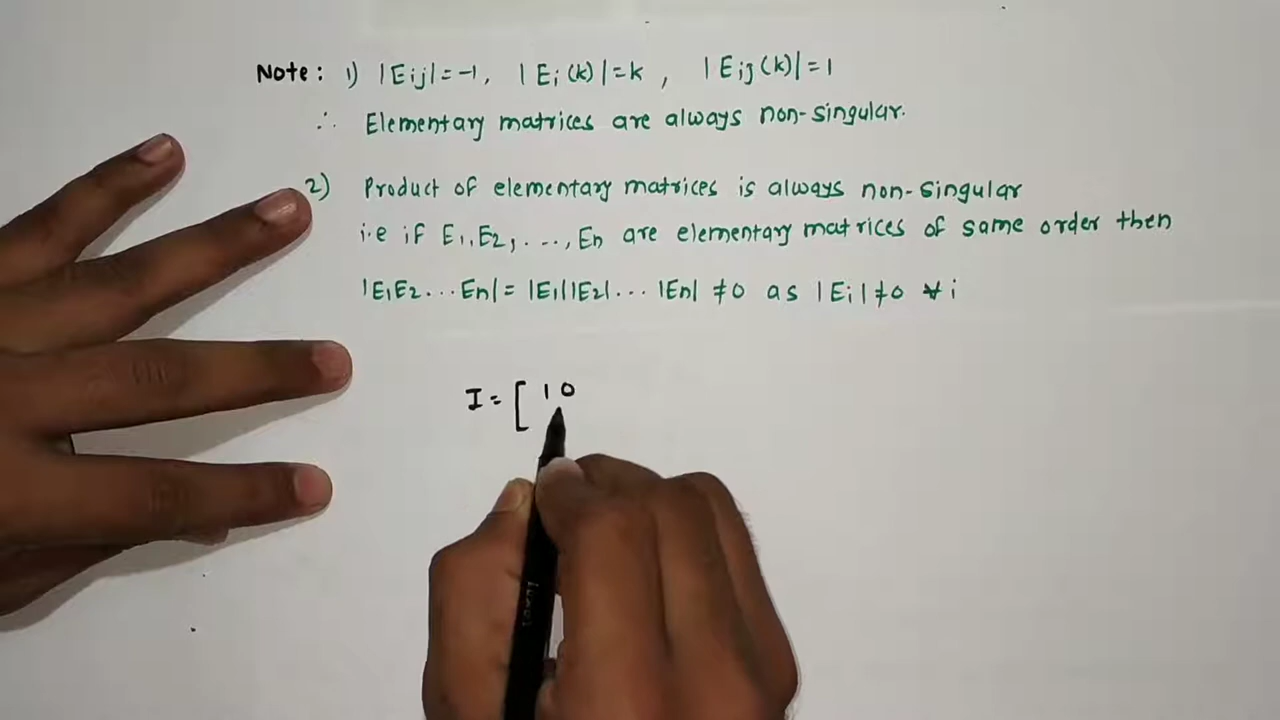 Note: 1) |Eij|=-1, |Ei(k)|=k, |Eij(k)|=1
∴ Elementary matrices are always non-singular.
2) Product of elementary matrices is always non-singular
i.e if E1, E2, ..., En are elementary matrices of same order then
|E1E2...En| = |E1||E2|... |En| ≠0 as |Ei|≠0 ∀ i
I = [ 1 0